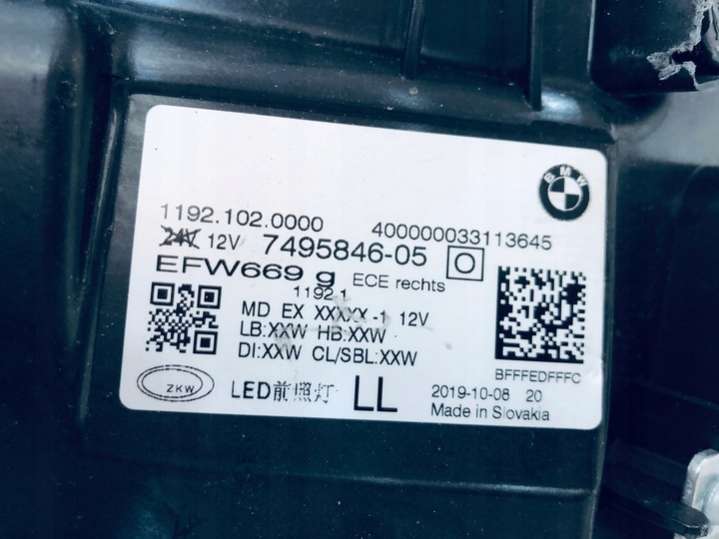 BMW
1192.102.0000
400000033113645
24V 12V 7495846-05 O
EFW669 g ECE rechts
1192.1
MD EX XXXXX-1 12V
LB:XXW HB:XXW
DI:XXW CL/SBL:XXW
BFFFEDFFFC
ZKW
LED前照灯 LL
2019-10-08 20
Made in Slovakia